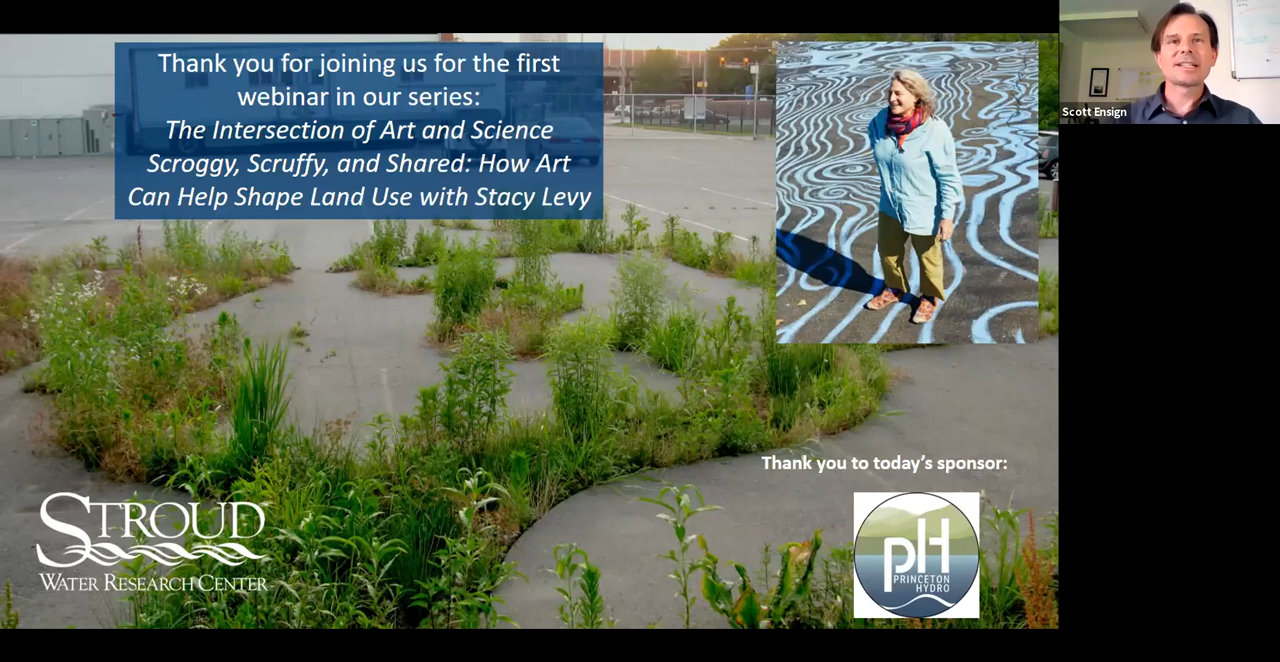 Thank you for joining us for the first
webinar in our series:
The Intersection of Art and Science
Scroggy, Scruffy, and Shared: How Art
Can Help Shape Land Use with Stacy Levy
Scott Ensign
Thank you to today's sponsor:
STROUD
WATER RESEARCH CENTER
pH
PRINCETON
HYDRO